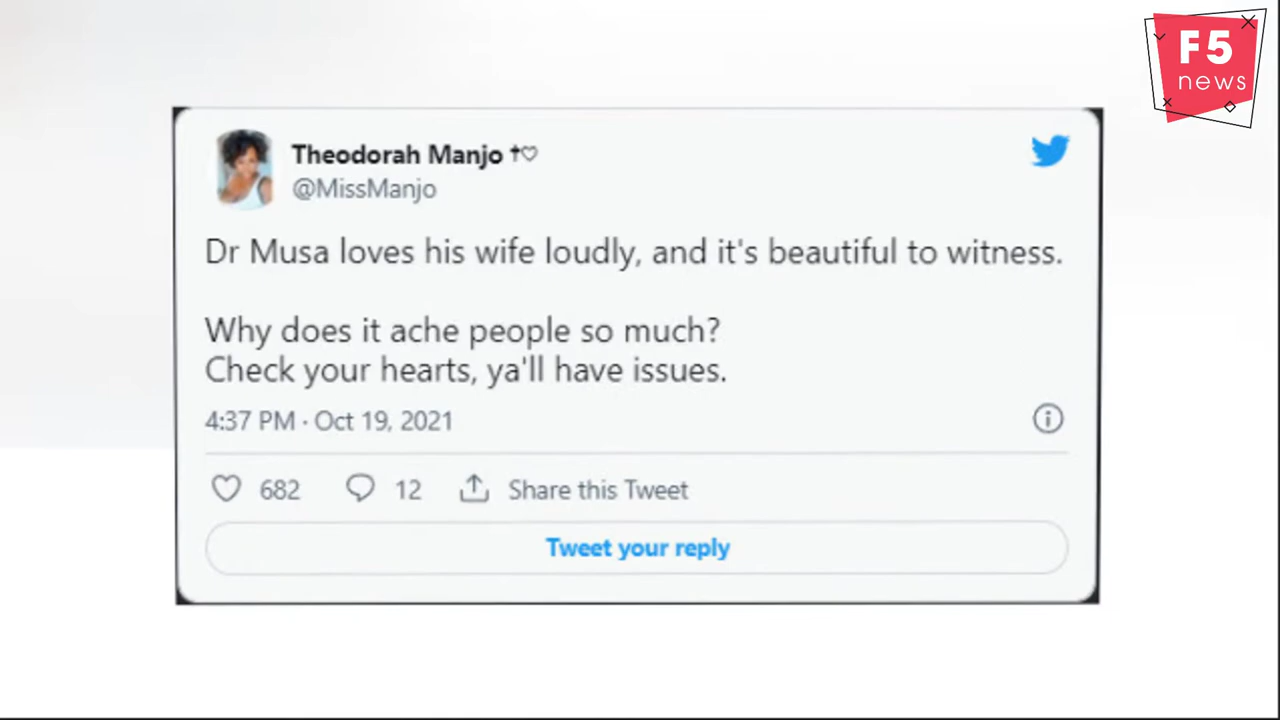 F5
news
Theodorah Manjo ✝♡
@MissManjo
Dr Musa loves his wife loudly, and it's beautiful to witness.
Why does it ache people so much?
Check your hearts, ya'll have issues.
4:37 PM · Oct 19, 2021
682 12 Share this Tweet
Tweet your reply